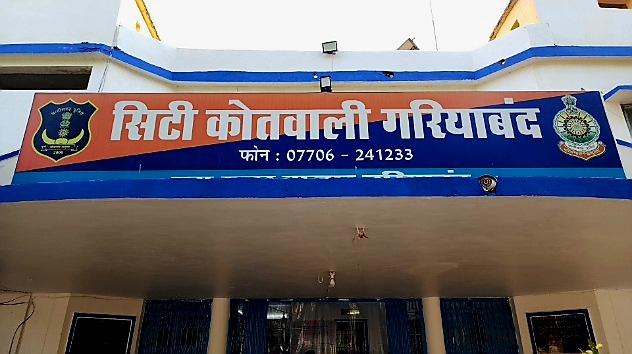 सिटी कोतवाली गरियाबंद
फोन : 07706 - 241233